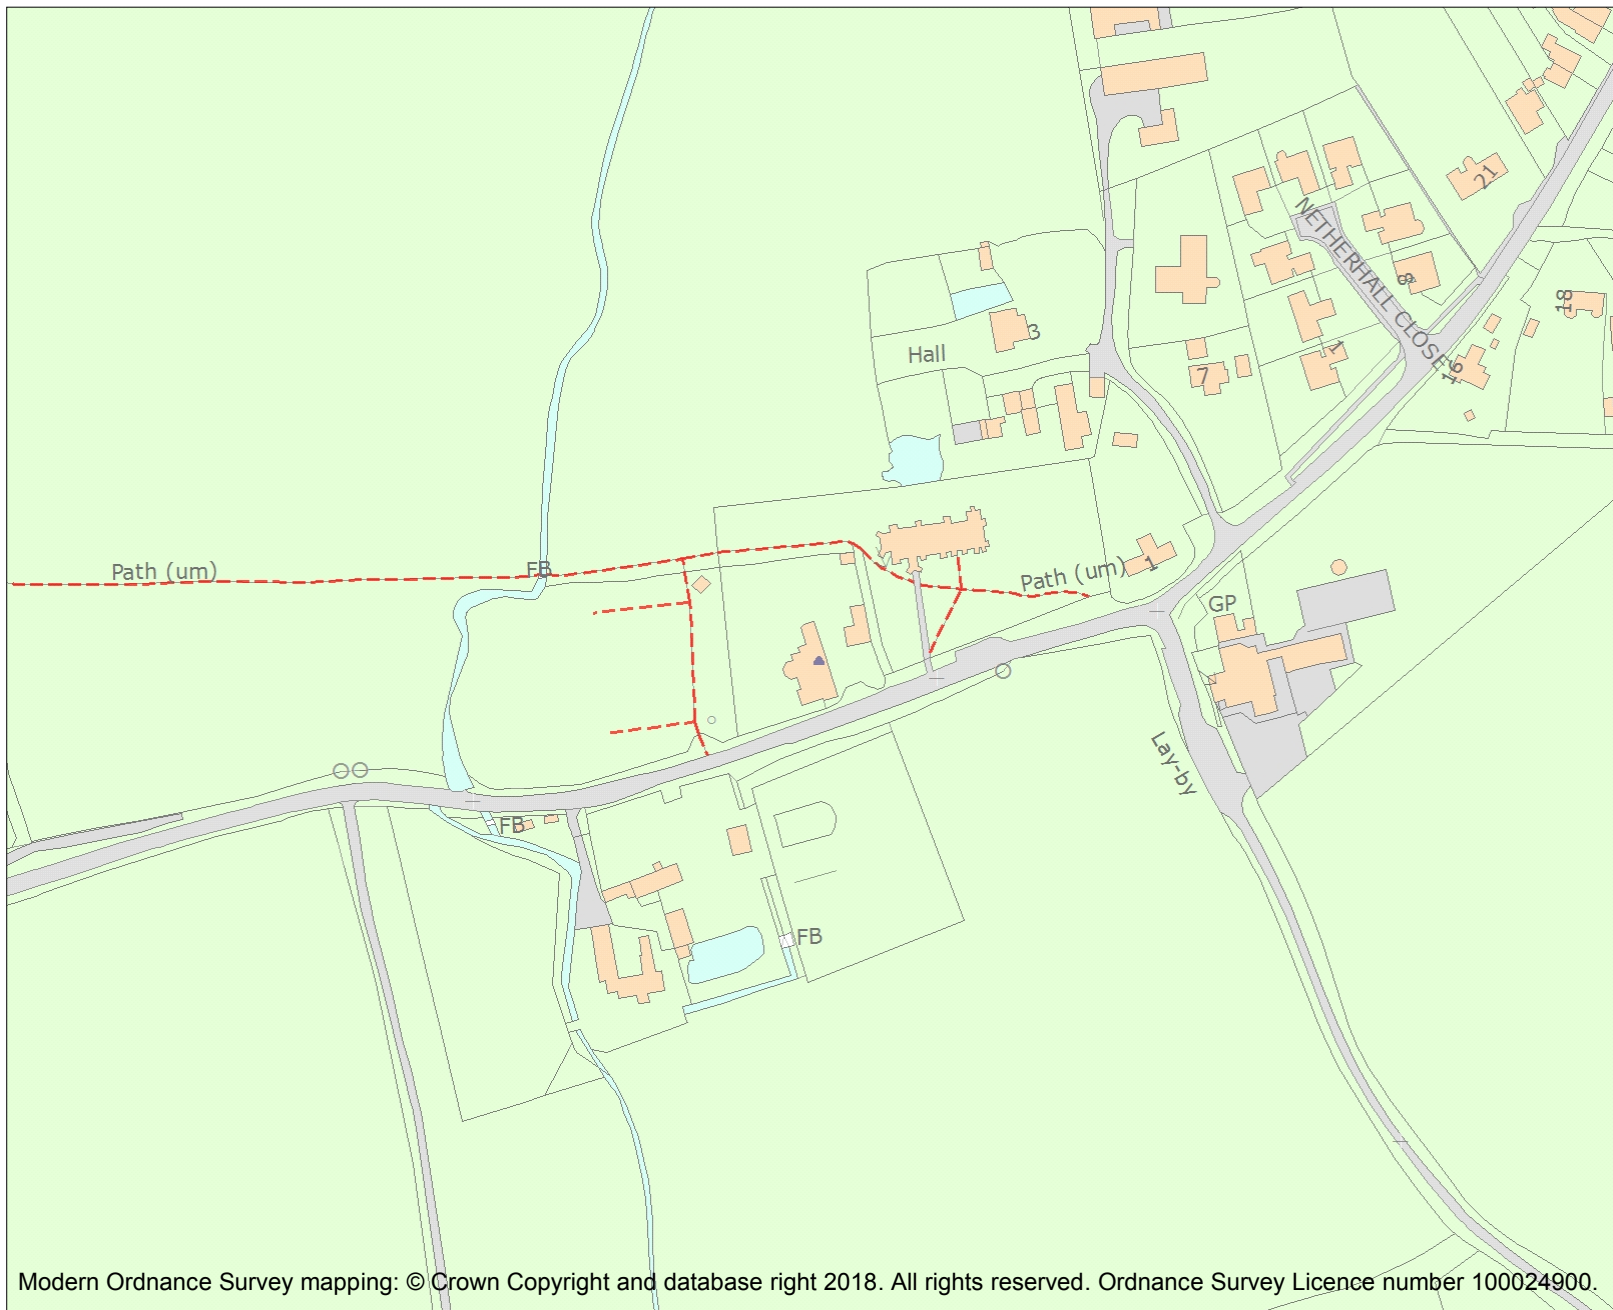 21
NETHERHALL CLOSE
8
18
3
Hall
1
16
7
Path (um)
FB
Path (um)
1
GP
Lay-by
FB
FB
Modern Ordnance Survey mapping: © Crown Copyright and database right 2018. All rights reserved. Ordnance Survey Licence number 100024900.